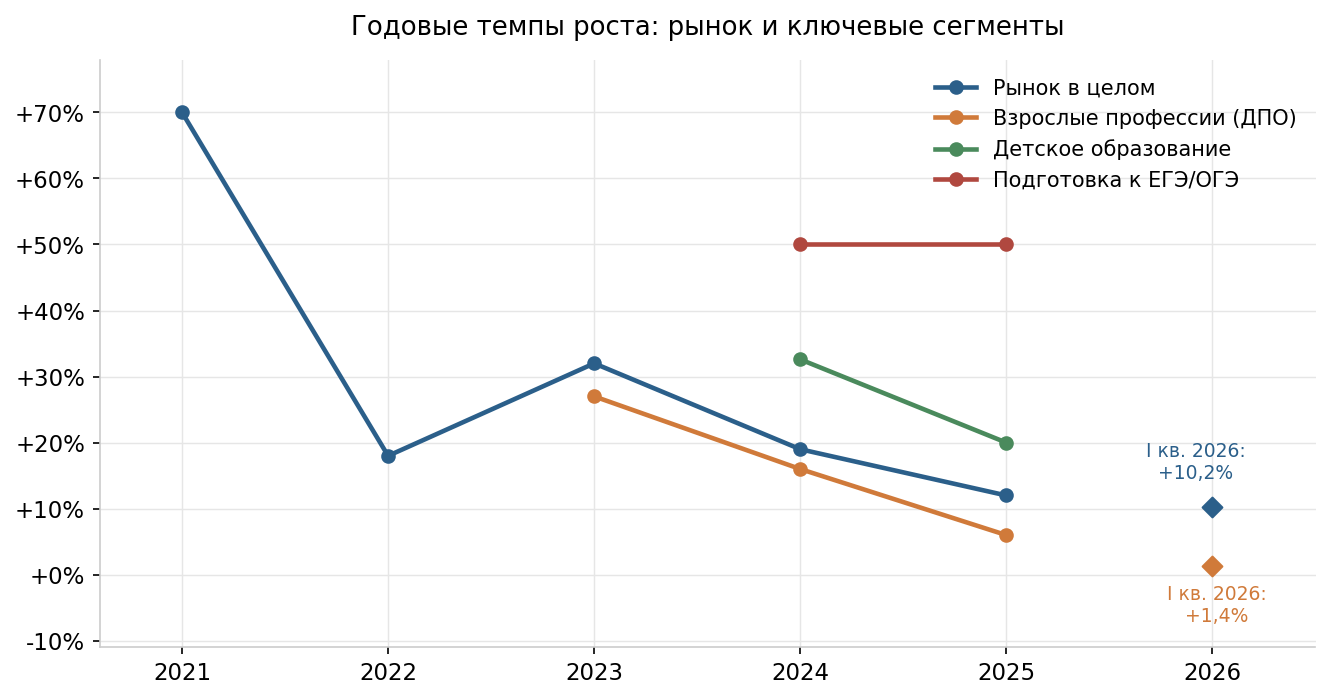 Годовые темпы роста: рынок и ключевые сегменты
Рынок в целом
Взрослые профессии (ДПО)
Детское образование
Подготовка к ЕГЭ/ОГЭ
+70%
+60%
+50%
+40%
+30%
+20%
+10%
+0%
-10%
I кв. 2026:
+10,2%
I кв. 2026:
+1,4%
2021
2022
2023
2024
2025
2026